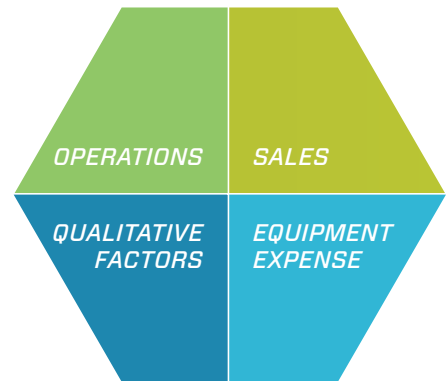 OPERATIONS
SALES
QUALITATIVE
FACTORS
EQUIPMENT
EXPENSE